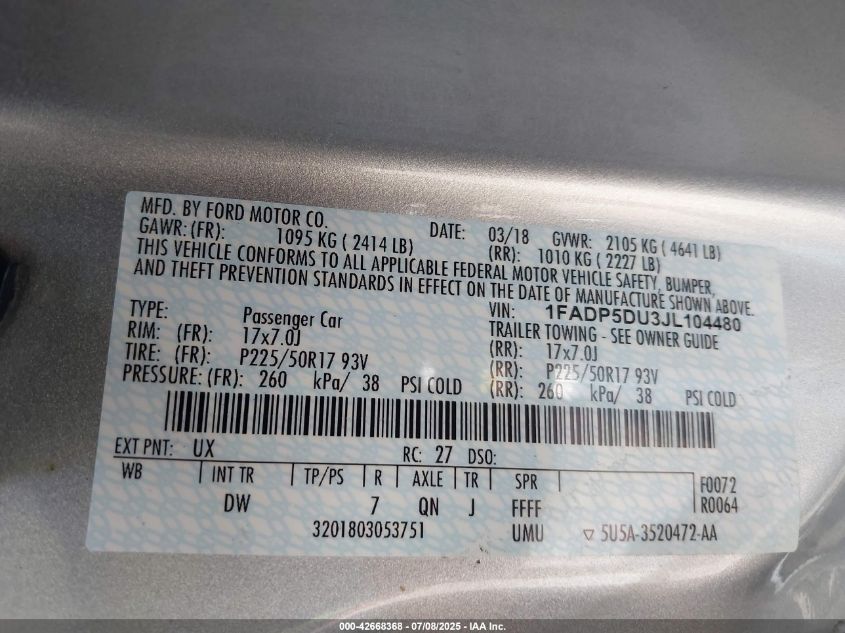 MFD. BY FORD MOTOR CO. DATE: 03/18 GVWR: 2105 KG ( 4641 LB)
GAWR: (FR): 1095 KG ( 2414 LB) (RR): 1010 KG ( 2227 LB)
THIS VEHICLE CONFORMS TO ALL APPLICABLE FEDERAL MOTOR VEHICLE SAFETY, BUMPER,
AND THEFT PREVENTION STANDARDS IN EFFECT ON THE DATE OF MANUFACTURE SHOWN ABOVE.
VIN: 1FADP5DU3JL104480
TYPE: Passenger Car TRAILER TOWING - SEE OWNER GUIDE
RIM: (FR): 17x7.0J (RR): 17x7.0J
TIRE: (FR): P225/50R17 93V (RR): P225/50R17 93V
PRESSURE: (FR): 260 kPa/ 38 PSI COLD (RR): 260 kPa/ 38 PSI COLD
EXT PNT: UX RC: 27 DSO:
WB INT TR TP/PS R AXLE TR SPR F0072
DW 7 QN J FFFF R0064
3201803053751 UMU ▽ 5U5A-3520472-AA
000-42668368 - 07/08/2025 - IAA Inc.